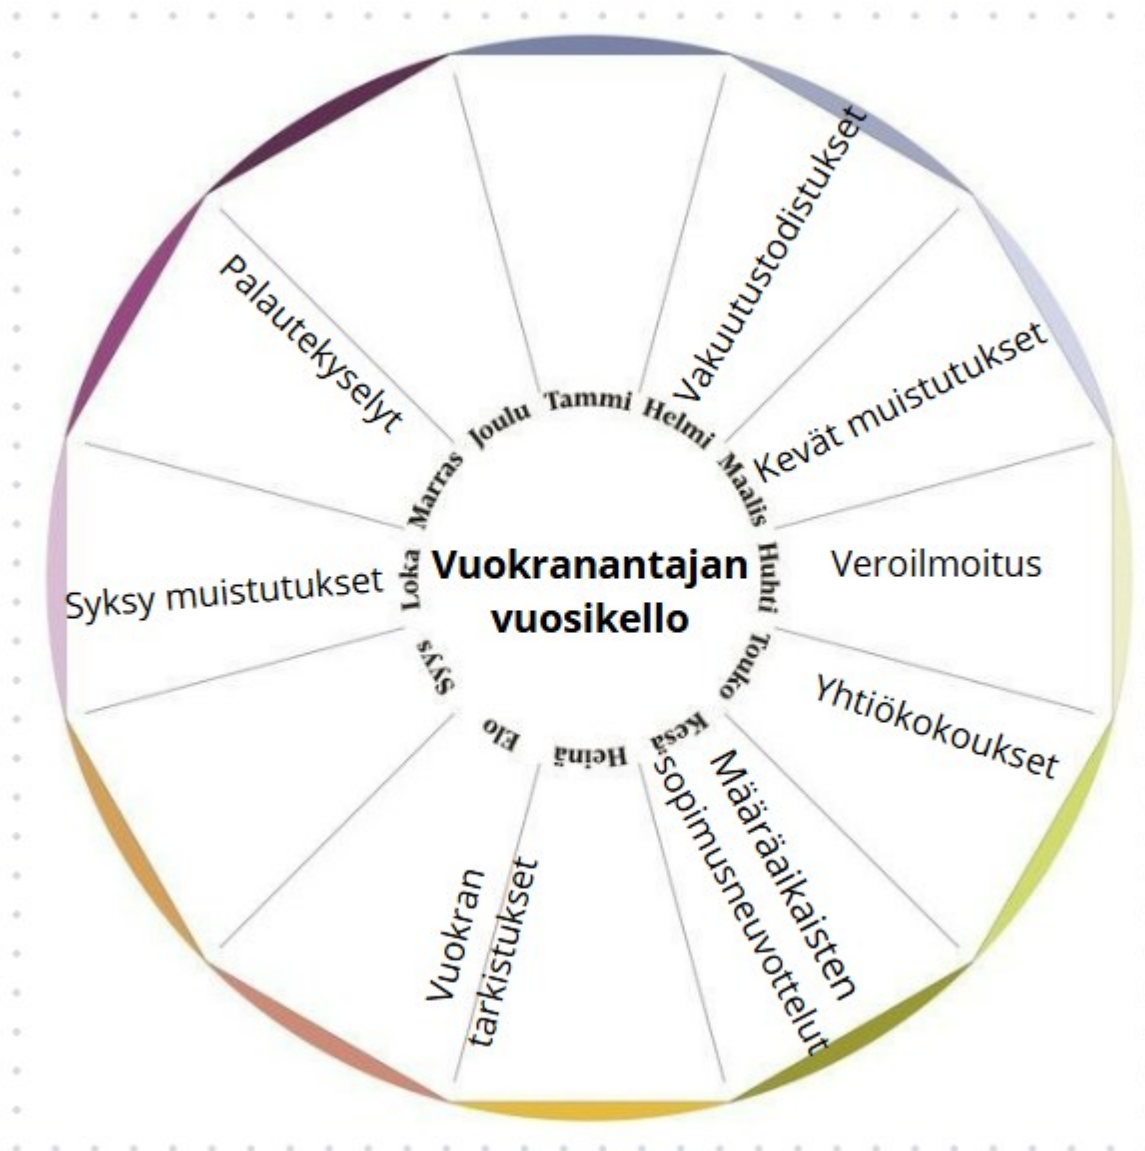 Vuokranantajan
vuosikello
Tammi
Helmi
Vakuutustodistukset
Maalis
Kevät muistutukset
Huhti
Veroilmoitus
Touko
Yhtiökokoukset
Kesä
Määräaikaisten
sopimusneuvottelut
Heinä
Elo
Vuokran
tarkistukset
Syys
Loka
Syksy muistutukset
Marras
Palautekyselyt
Joulu